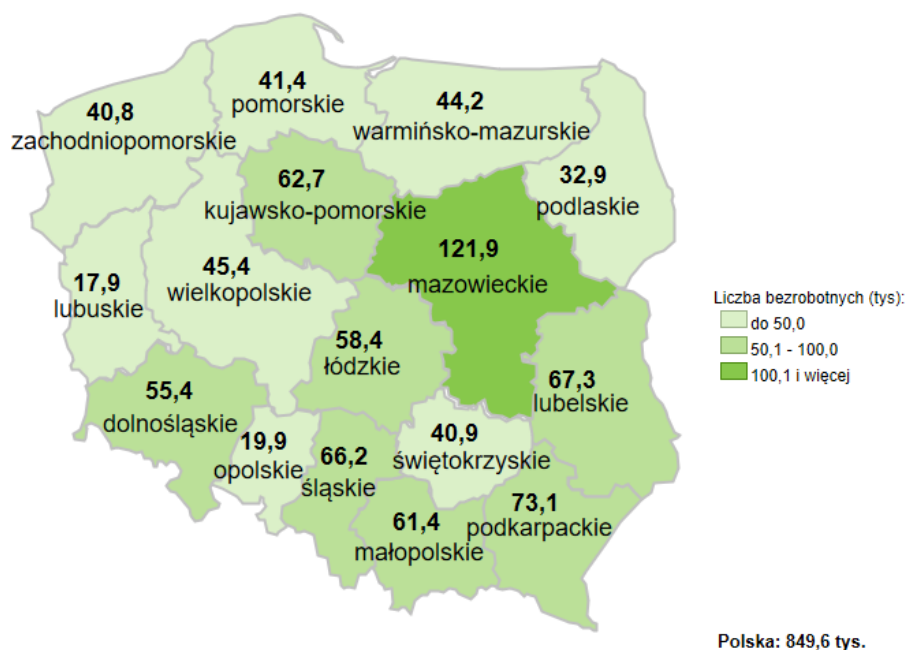 41,4
pomorskie
40,8
zachodniopomorskie
44,2
warmińsko-mazurskie
62,7
kujawsko-pomorskie
32,9
podlaskie
121,9
mazowieckie
17,9
lubuskie
45,4
wielkopolskie
58,4
łódzkie
55,4
dolnośląskie
67,3
lubelskie
19,9
opolskie
66,2
śląskie
40,9
świętokrzyskie
61,4
małopolskie
73,1
podkarpackie
Liczba bezrobotnych (tys):
do 50,0
50,1 - 100,0
100,1 i więcej
Polska: 849,6 tys.